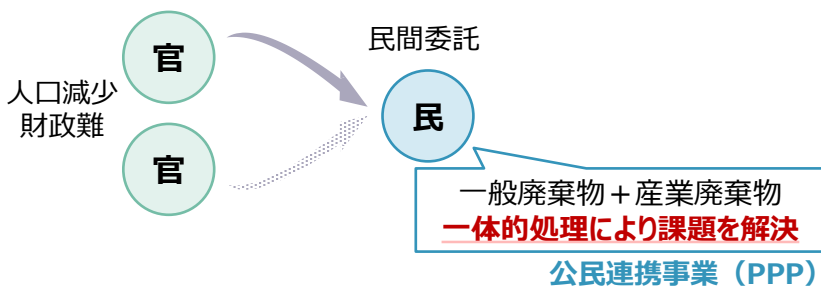 官
民間委託
人口減少
財政難
民
官
一般廃棄物+産業廃棄物
一体的処理により課題を解決
公民連携事業（PPP）